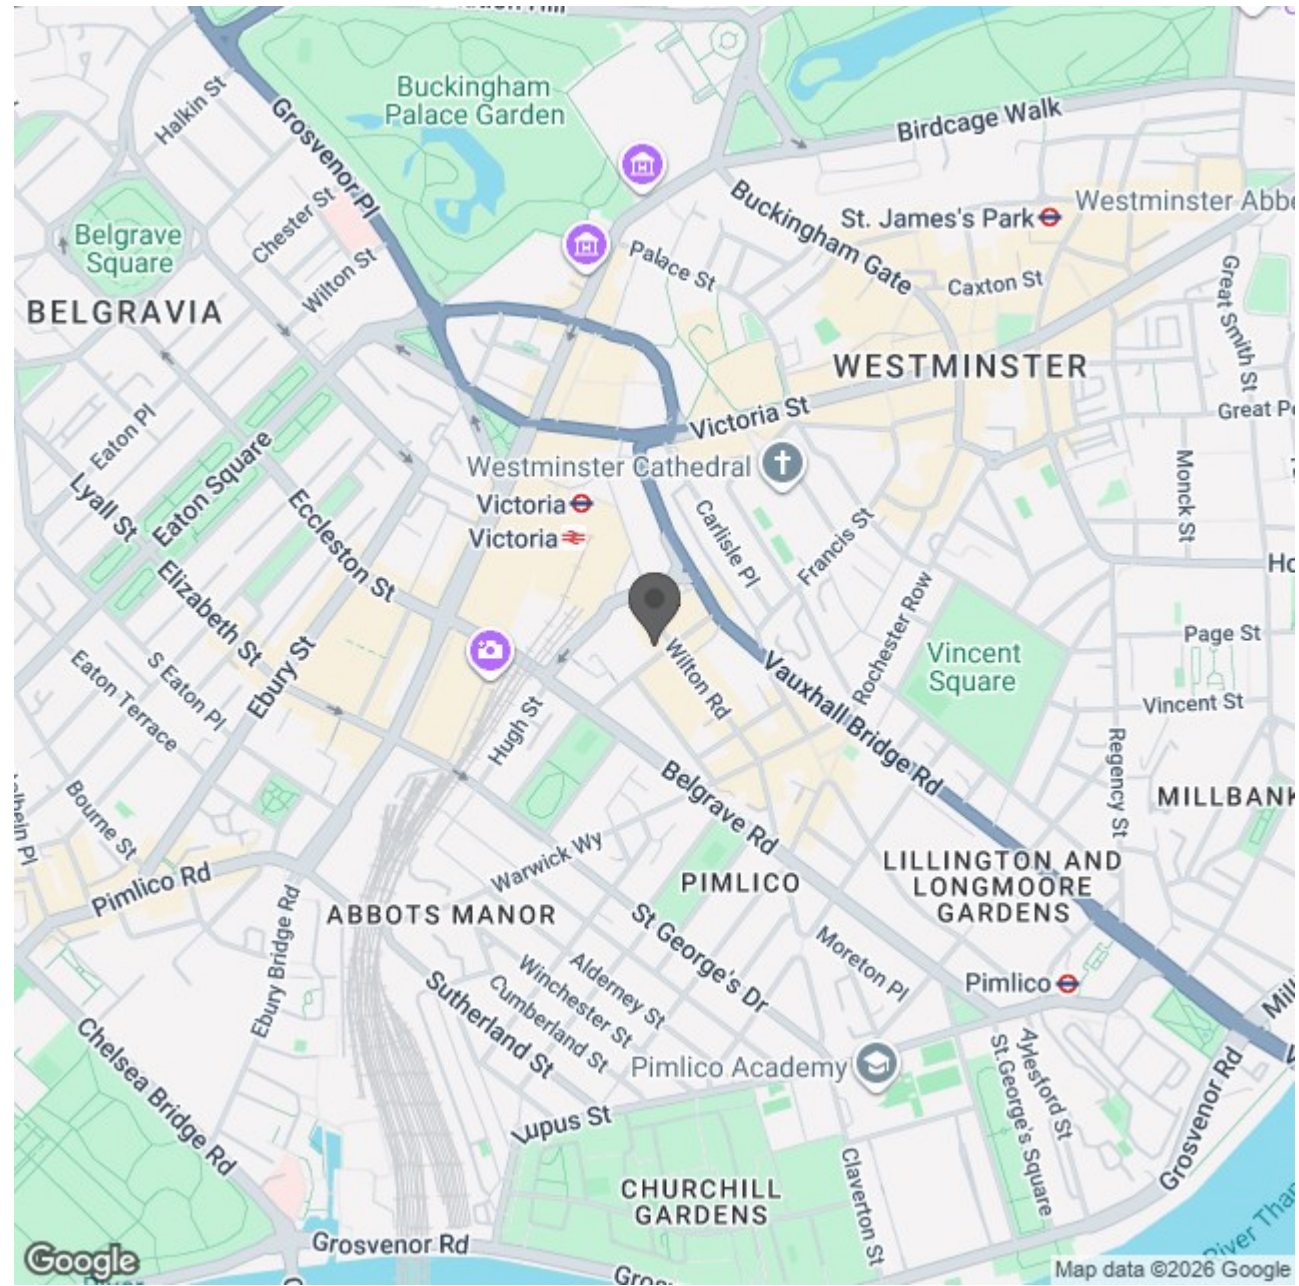 Buckingham
Palace Garden
Halkin St
Grosvenor Pl
Birdcage Walk
Buckingham Gate
St. James's Park
Westminster Abbe
Belgrave
Square
Chester St
Wilton St
Palace St
Caxton St
Great Smith St
BELGRAVIA
WESTMINSTER
Victoria St
Great Pe
Eaton Pl
Eaton Square
Lyall St
Eccleston St
Westminster Cathedral
Victoria
Victoria
Carlisle Pl
Francis St
Monck St
Ho
Elizabeth St
Rochester Row
Page St
Vincent
Square
Vincent St
S Eaton Pl
Eaton Terrace
Ebury St
Wilton Rd
Vauxhall Bridge Rd
Hugh St
Regency St
MILLBANK
Bourne St
Belgrave Rd
Warwick Wy
Pimlico Rd
PIMLICO
LILLINGTON AND
LONGMOORE
GARDENS
ABBOTS MANOR
Ebury Bridge Rd
St George's Dr
Moreton Pl
Alderney St
Winchester St
Cumberland St
Sutherland St
Pimlico
Chelsea Bridge Rd
Pimlico Academy
Aylesford St
St.George's Square
Grosvenor Rd
Lupus St
Claverton St
CHURCHILL
GARDENS
Grosvenor Rd
River Tham
Google
Map data ©2026 Google